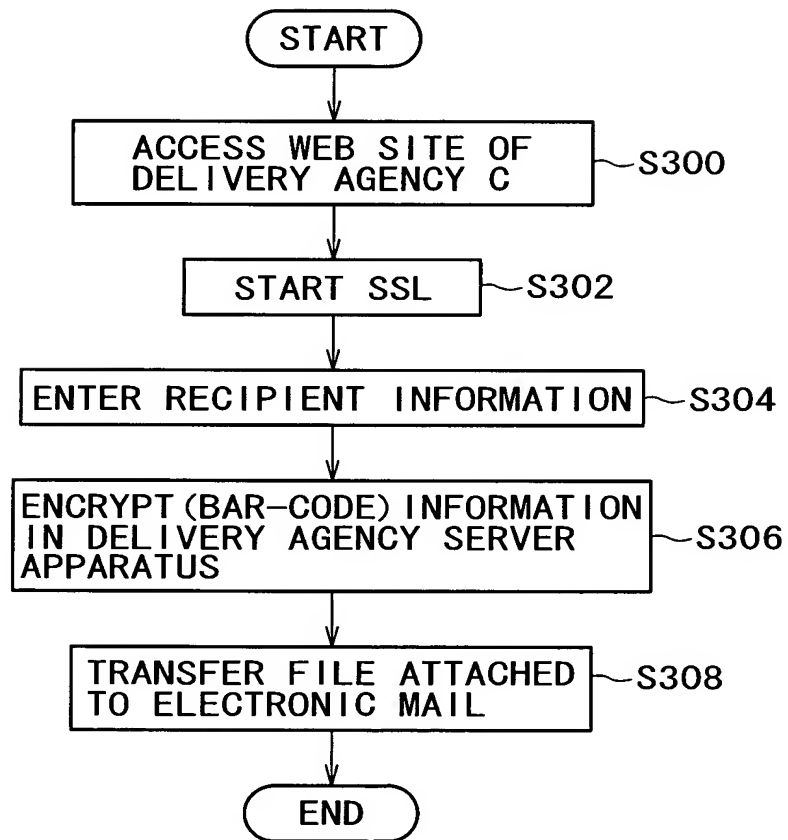 START
ACCESS WEB SITE OF
DELIVERY AGENCY C
S300
START SSL
S302
ENTER RECIPIENT INFORMATION
S304
ENCRYPT(BAR-CODE)INFORMATION
IN DELIVERY AGENCY SERVER
APPARATUS
S306
TRANSFER FILE ATTACHED
TO ELECTRONIC MAIL
S308
END